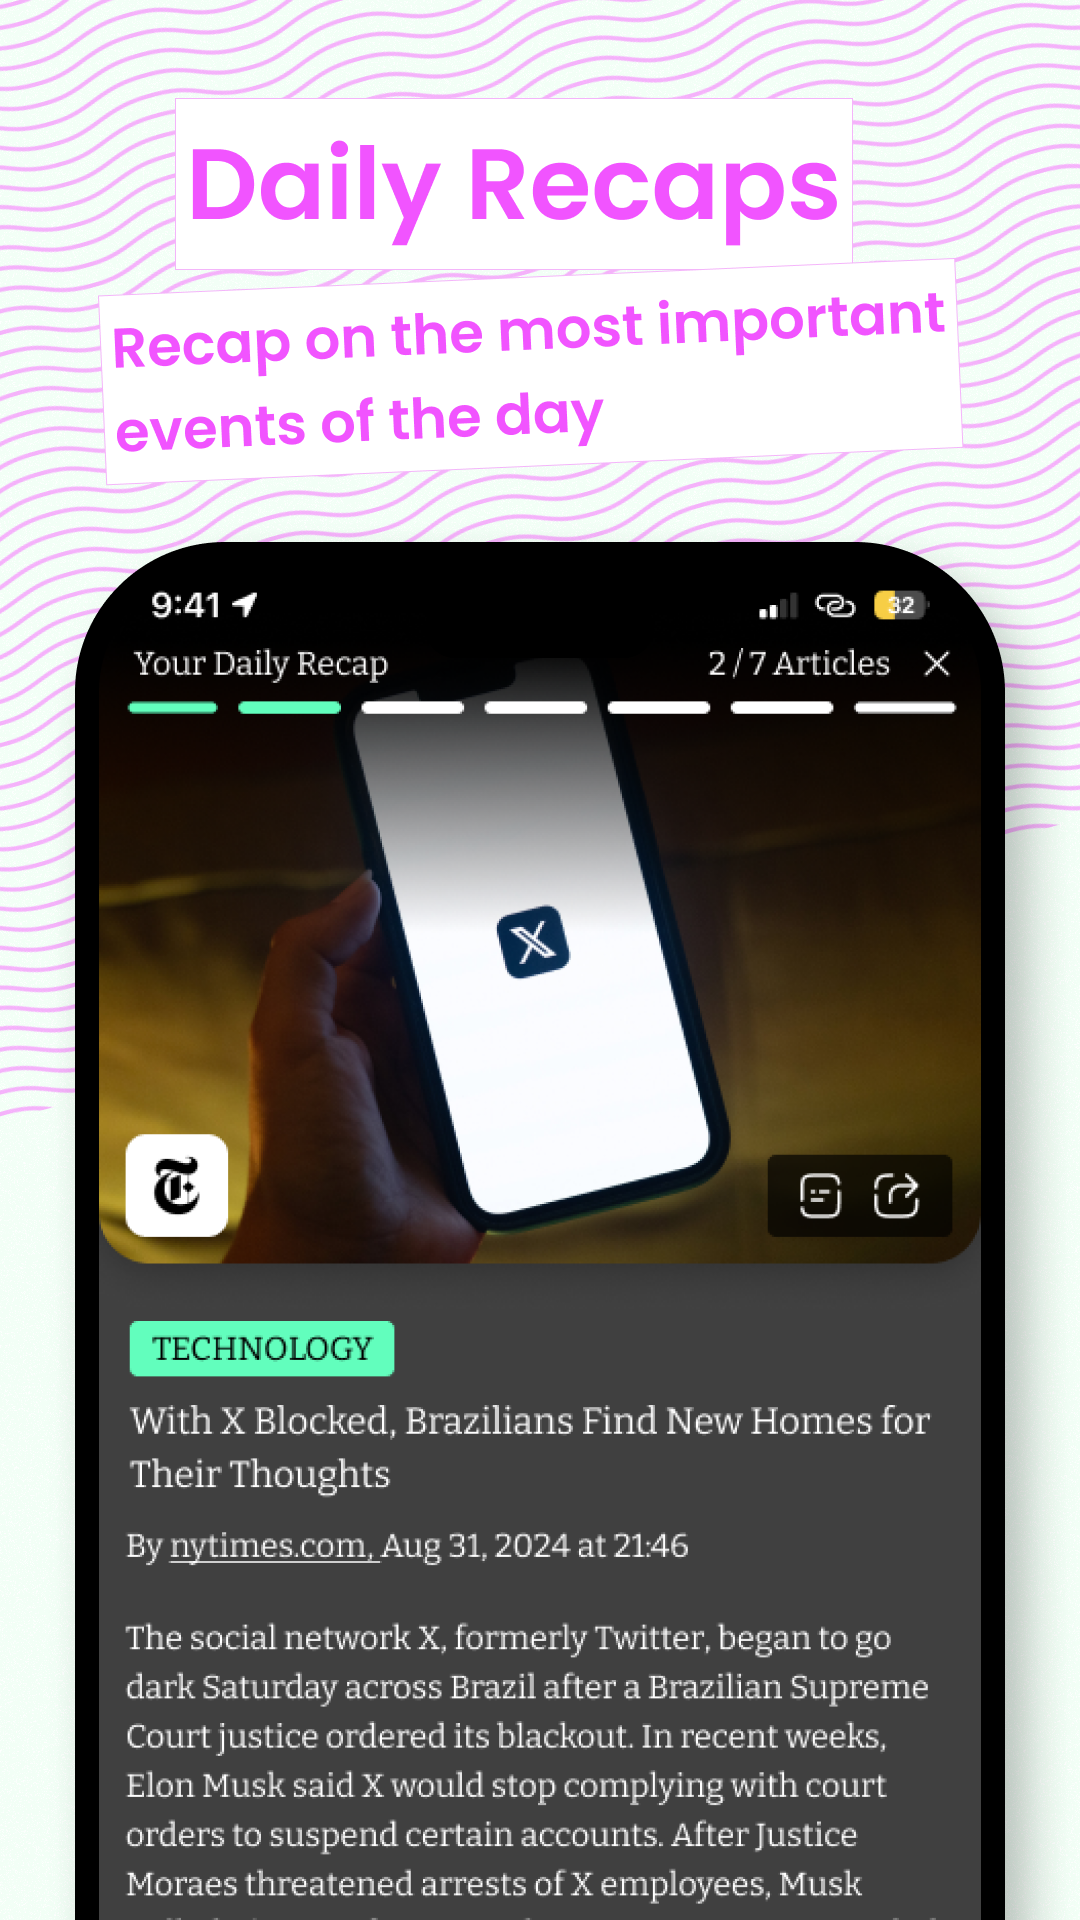 Daily Recaps
Recap on the most important
events of the day
9:41
32
Your Daily Recap
2 / 7 Articles
X
TECHNOLOGY
With X Blocked, Brazilians Find New Homes for
Their Thoughts
By nytimes.com, Aug 31, 2024 at 21:46
The social network X, formerly Twitter, began to go
dark Saturday across Brazil after a Brazilian Supreme
Court justice ordered its blackout. In recent weeks,
Elon Musk said X would stop complying with court
orders to suspend certain accounts. After Justice
Moraes threatened arrests of X employees, Musk